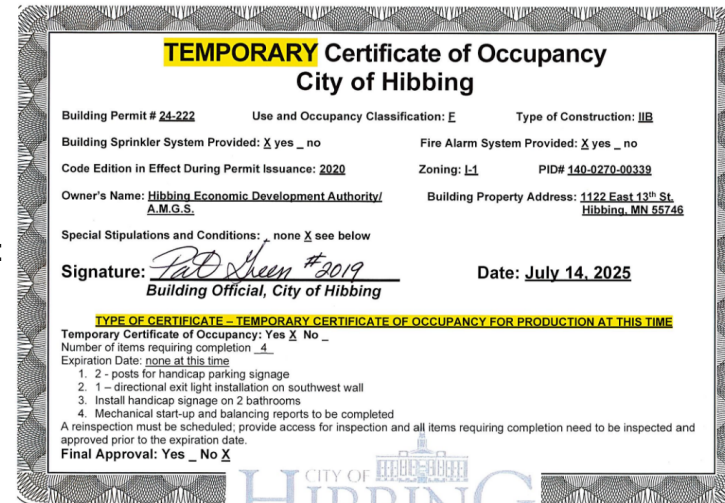 TEMPORARY Certificate of Occupancy
City of Hibbing
Building Permit # 24-222 Use and Occupancy Classification: F Type of Construction: IIB
Building Sprinkler System Provided: X yes _ no Fire Alarm System Provided: X yes _ no
Code Edition in Effect During Permit Issuance: 2020 Zoning: I-1 PID# 140-0270-00339
Owner's Name: Hibbing Economic Development Authority/ Building Property Address: 1122 East 13th St.
A.M.G.S. Hibbing, MN 55746
Special Stipulations and Conditions: _ none X see below
Signature: Pat Green #2019 Date: July 14, 2025
Building Official, City of Hibbing
TYPE OF CERTIFICATE – TEMPORARY CERTIFICATE OF OCCUPANCY FOR PRODUCTION AT THIS TIME
Temporary Certificate of Occupancy: Yes X No _
Number of items requiring completion 4
Expiration Date: none at this time
1. 2 - posts for handicap parking signage
2. 1 – directional exit light installation on southwest wall
3. Install handicap signage on 2 bathrooms
4. Mechanical start-up and balancing reports to be completed
A reinspection must be scheduled; provide access for inspection and all items requiring completion need to be inspected and
approved prior to the expiration date.
Final Approval: Yes _ No X
CITY OF
HIBBING